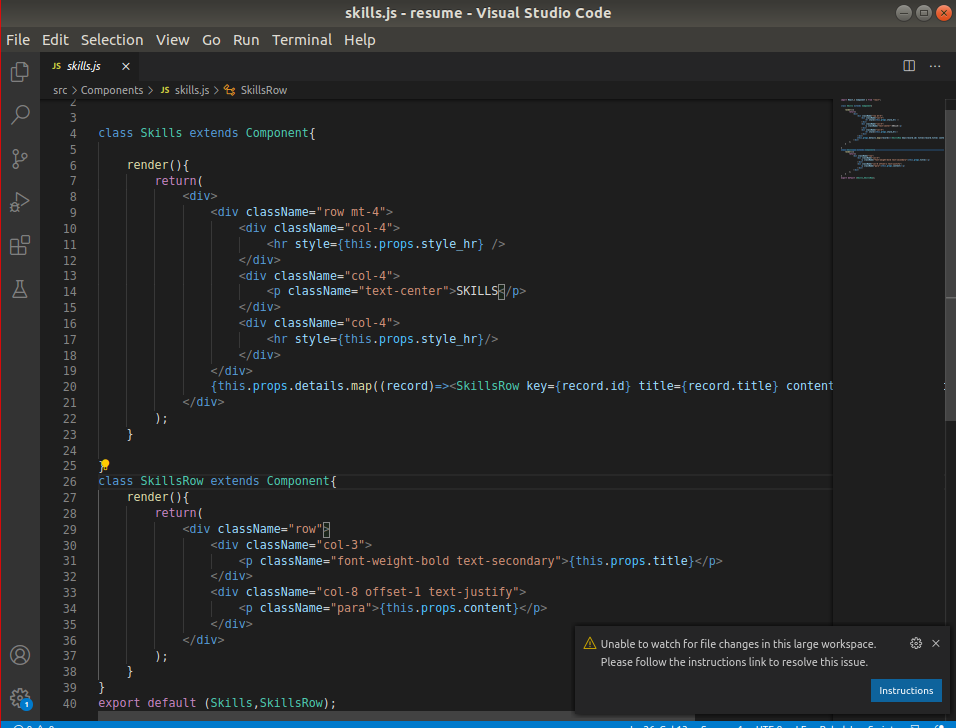 skills.js - resume - Visual Studio Code
File Edit Selection View Go Run Terminal Help
JS skills.js
src > Components > JS skills.js > SkillsRow
2
3
4 class Skills extends Component{
5
6 render(){
7 return(
8 <div>
9 <div className="row mt-4">
10 <div className="col-4">
11 <hr style={this.props.style_hr} />
12 </div>
13 <div className="col-4">
14 <p className="text-center">SKILLS</p>
15 </div>
16 <div className="col-4">
17 <hr style={this.props.style_hr}/>
18 </div>
19 </div>
20 {this.props.details.map((record)=><SkillsRow key={record.id} title={record.title} content
21 </div>
22 );
23 }
24
25 }
26 class SkillsRow extends Component{
27 render(){
28 return(
29 <div className="row">
30 <div className="col-3">
31 <p className="font-weight-bold text-secondary">{this.props.title}</p>
32 </div>
33 <div className="col-8 offset-1 text-justify">
34 <p className="para">{this.props.content}</p>
35 </div>
36 </div>
37 );
38 }
39 }
40 export default (Skills,SkillsRow);
Unable to watch for file changes in this large workspace.
Please follow the instructions link to resolve this issue.
Instructions
1